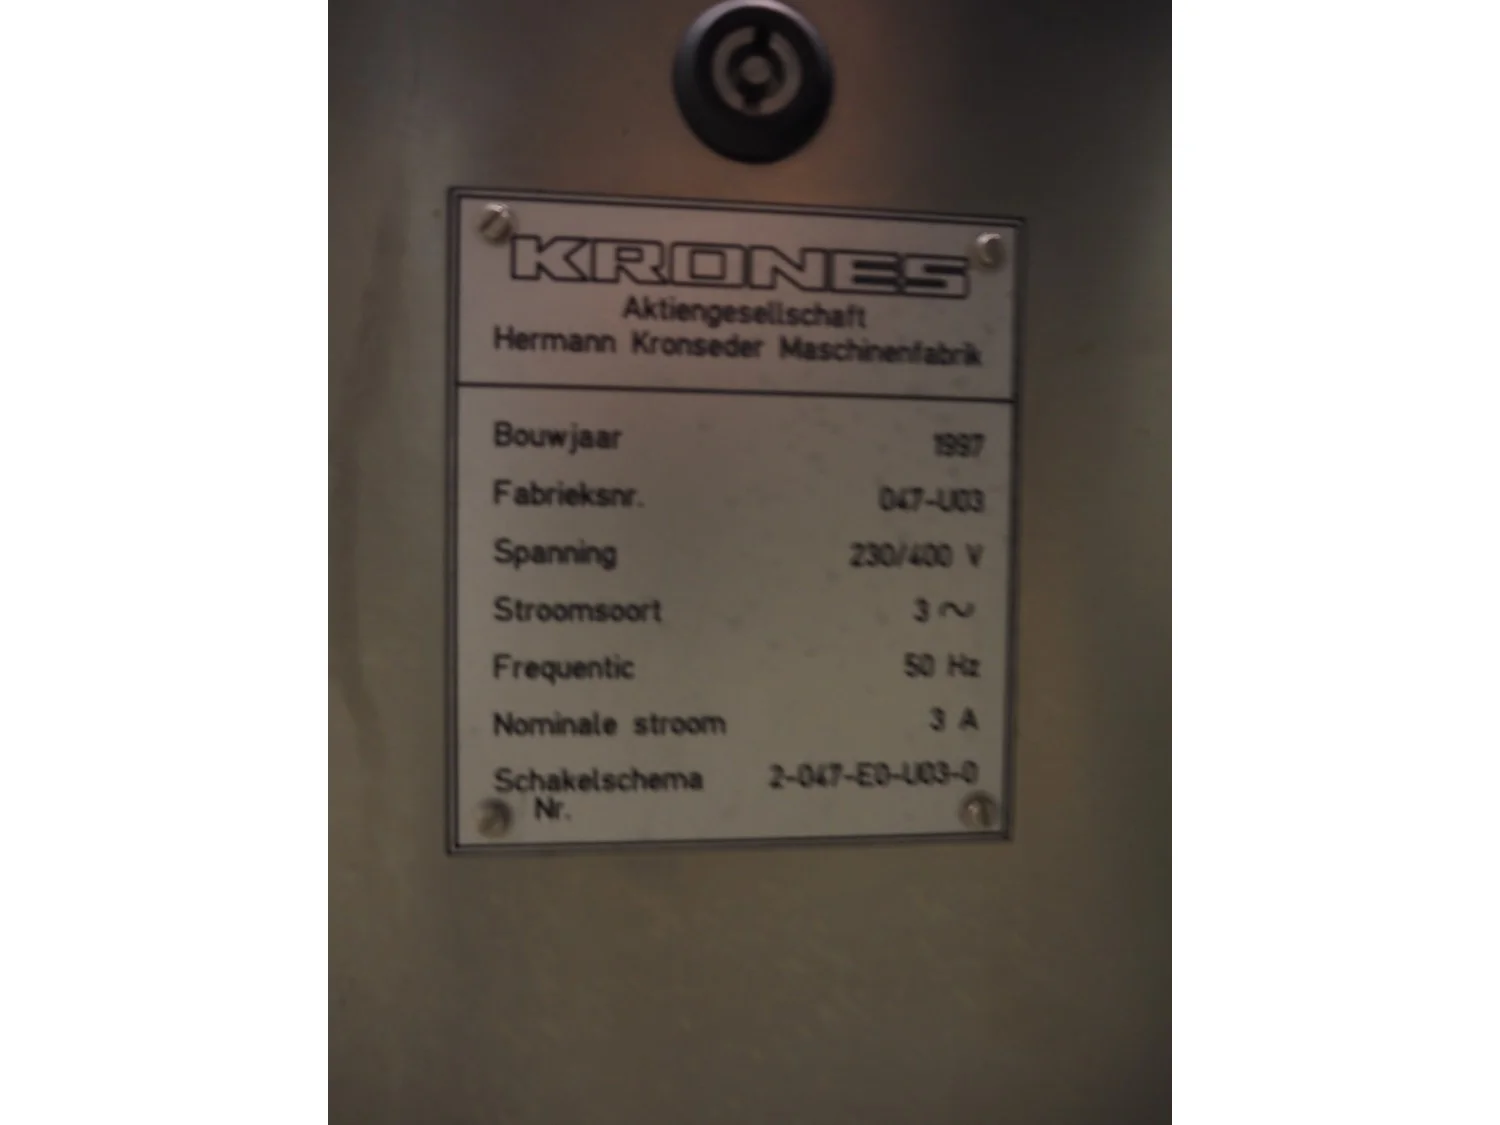 KRONES
Aktiengesellschaft
Hermann Kronseder Maschinenfabrik
Bouwjaar 1997
Fabrieksnr. 047-U03
Spanning 230/400 V
Stroomsoort 3 ~
Frequentic 50 Hz
Nominale stroom 3 A
Schakelschema 2-047-E0-U03-0
Nr.